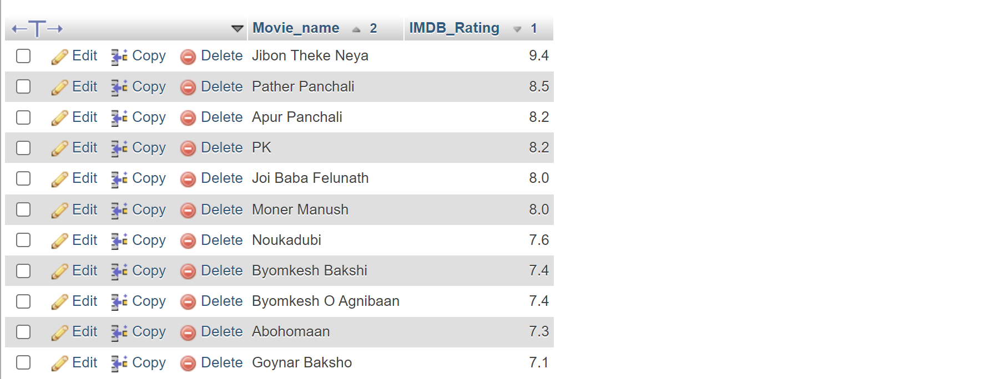 Movie_name 2 IMDB_Rating 1
Edit Copy Delete Jibon Theke Neya 9.4
Edit Copy Delete Pather Panchali 8.5
Edit Copy Delete Apur Panchali 8.2
Edit Copy Delete PK 8.2
Edit Copy Delete Joi Baba Felunath 8.0
Edit Copy Delete Moner Manush 8.0
Edit Copy Delete Noukadubi 7.6
Edit Copy Delete Byomkesh Bakshi 7.4
Edit Copy Delete Byomkesh O Agnibaan 7.4
Edit Copy Delete Abohomaan 7.3
Edit Copy Delete Goynar Baksho 7.1